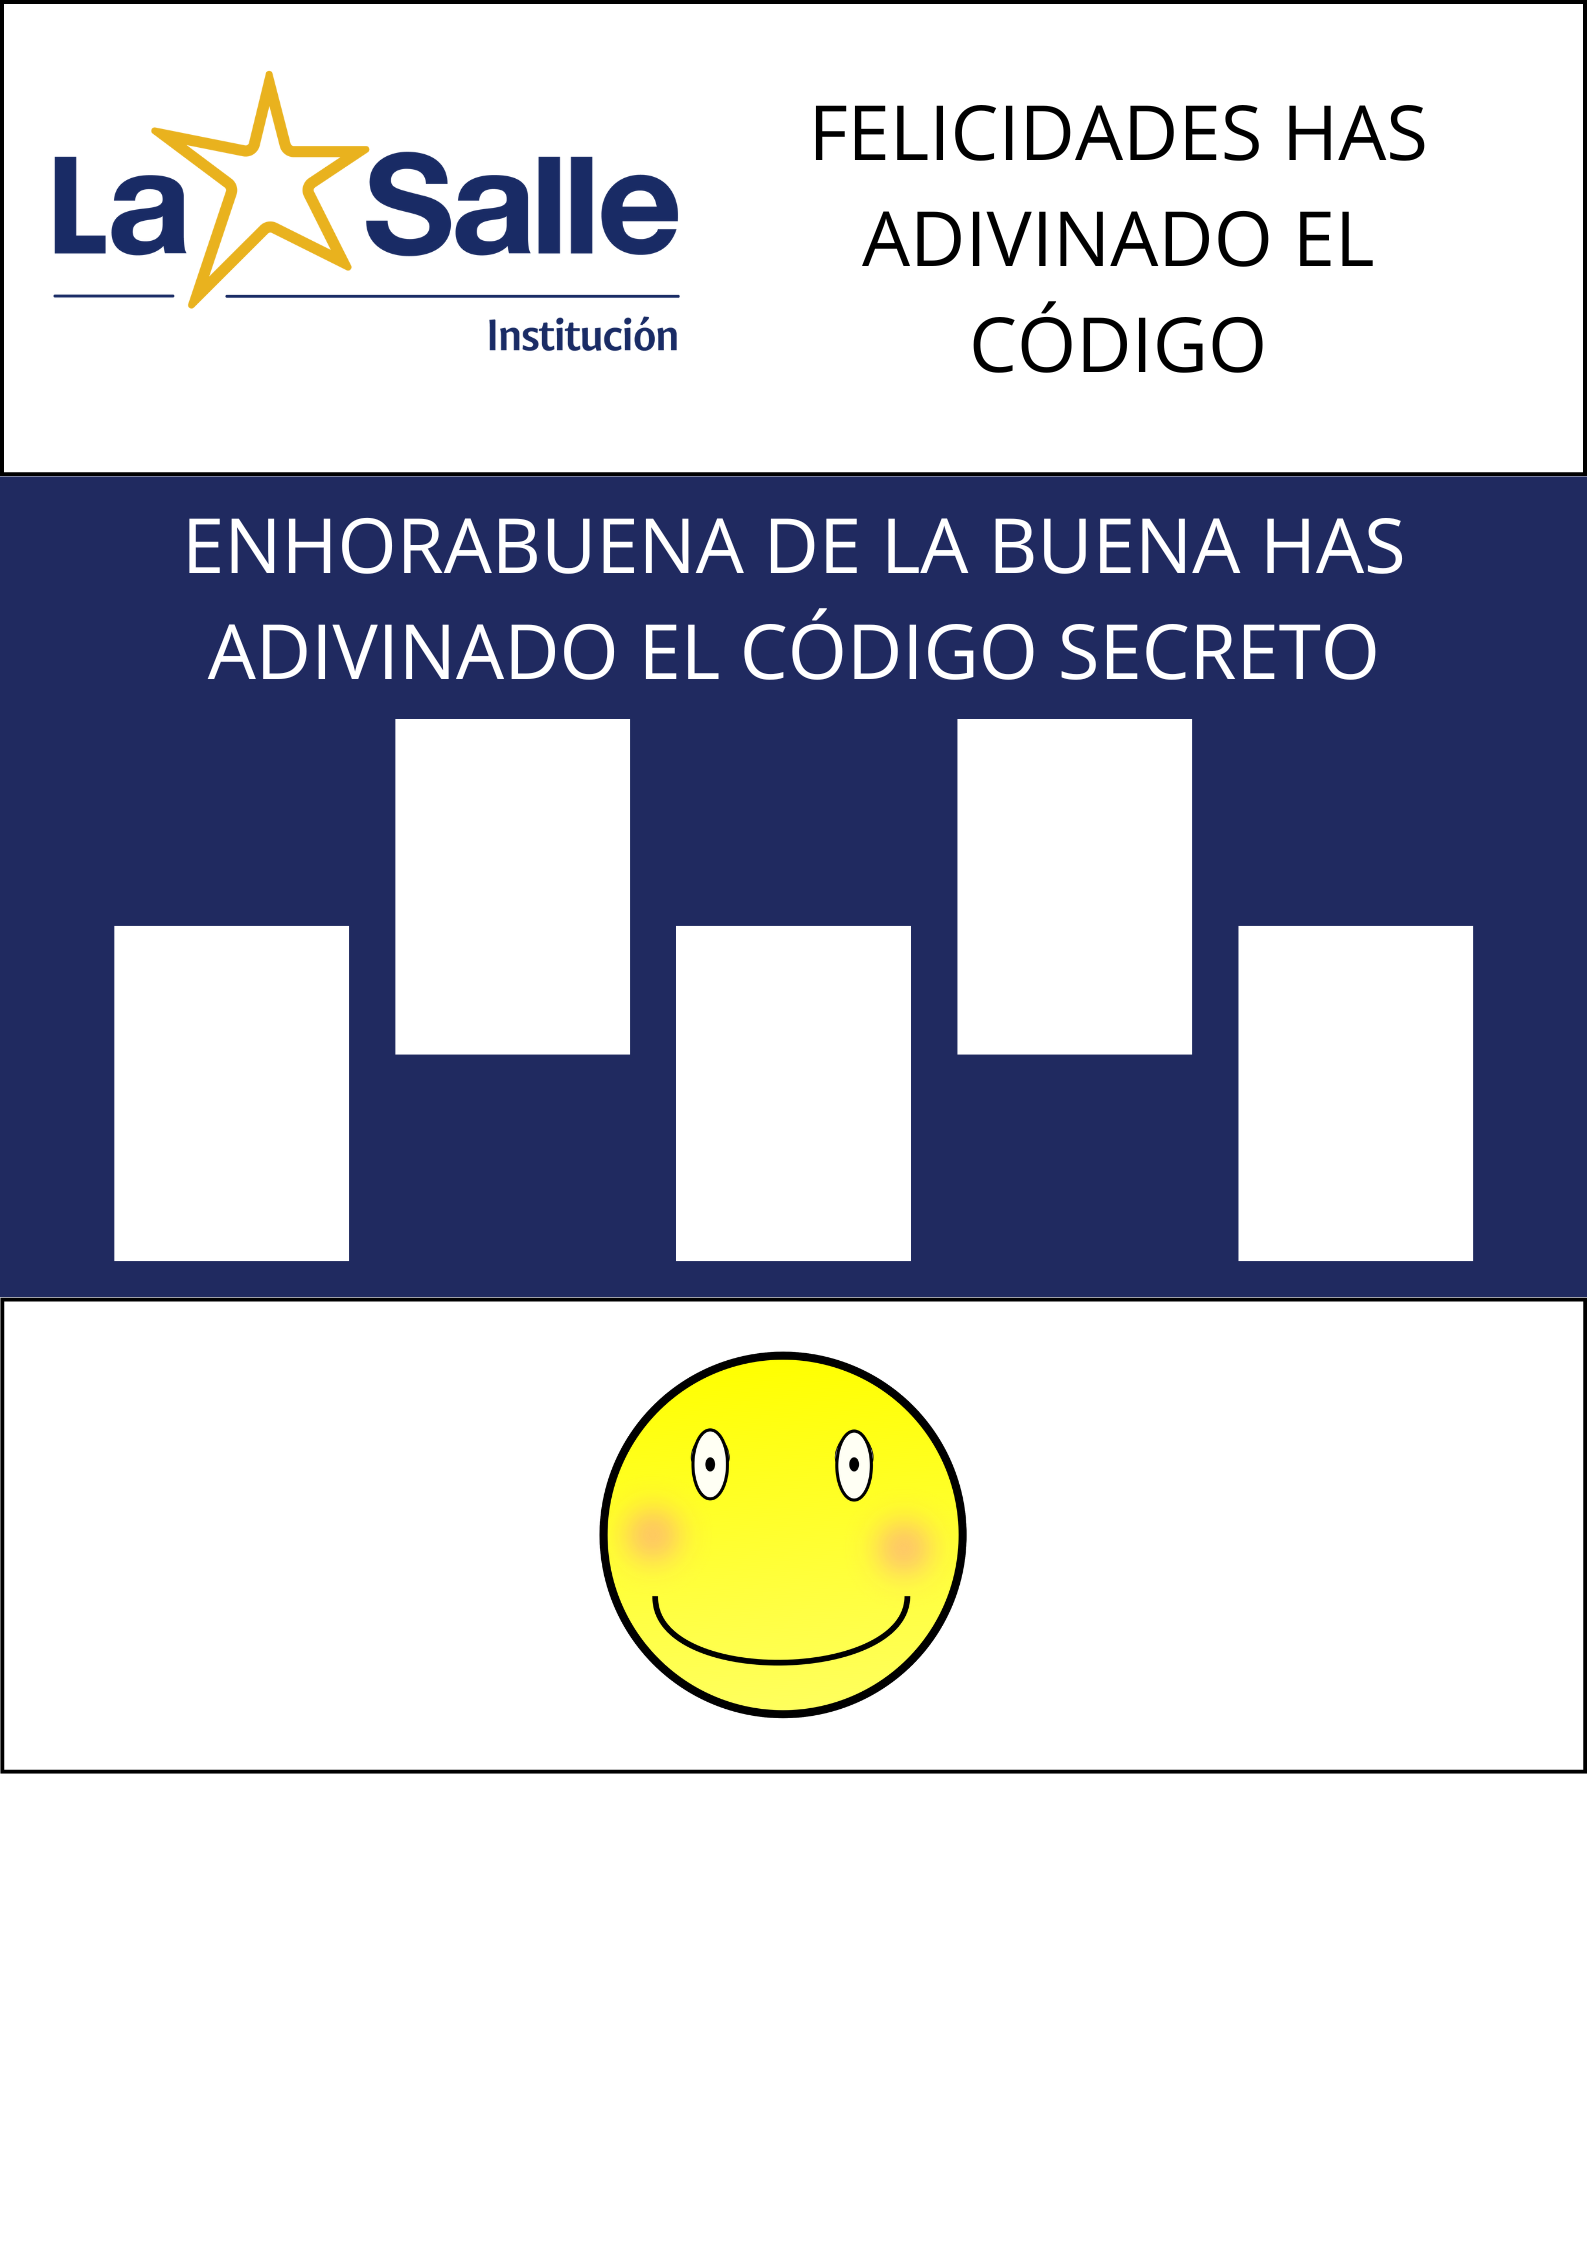 La Salle
Institución
FELICIDADES HAS
ADIVINADO EL
CÓDIGO
ENHORABUENA DE LA BUENA HAS
ADIVINADO EL CÓDIGO SECRETO